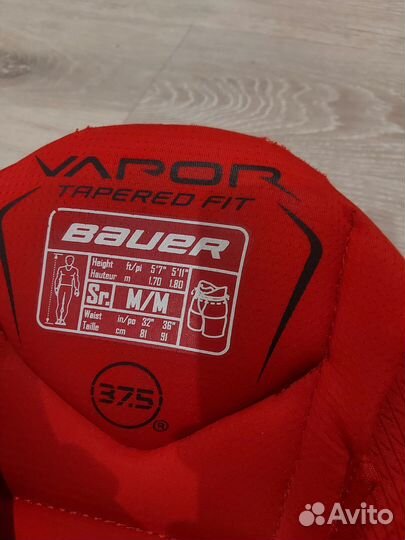 VAPOR
TAPERED FIT
BAUER
Height ft/pi 5'7" 5'11"
Hauteur m 1.70 1.80
Sr. M/M
Waist in/po 32" 36"
Taille cm 81 91
37.5
®
Avito